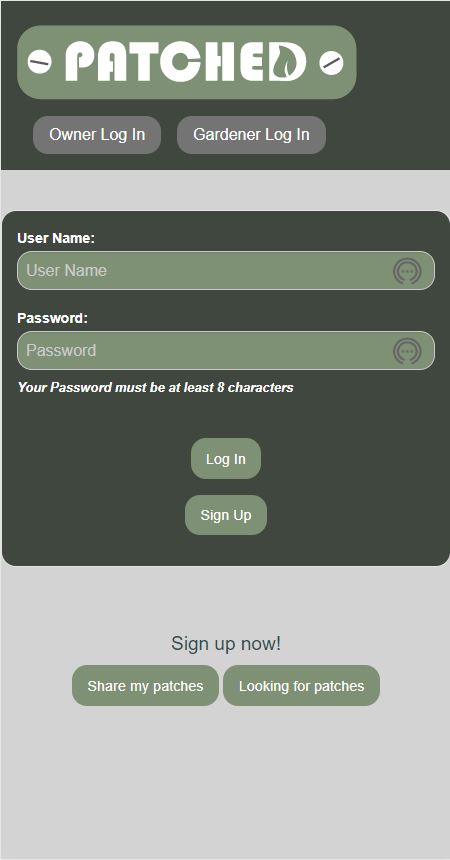 PATCHED
Owner Log In Gardener Log In
User Name:
User Name
Password:
Password
Your Password must be at least 8 characters
Log In
Sign Up
Sign up now!
Share my patches Looking for patches